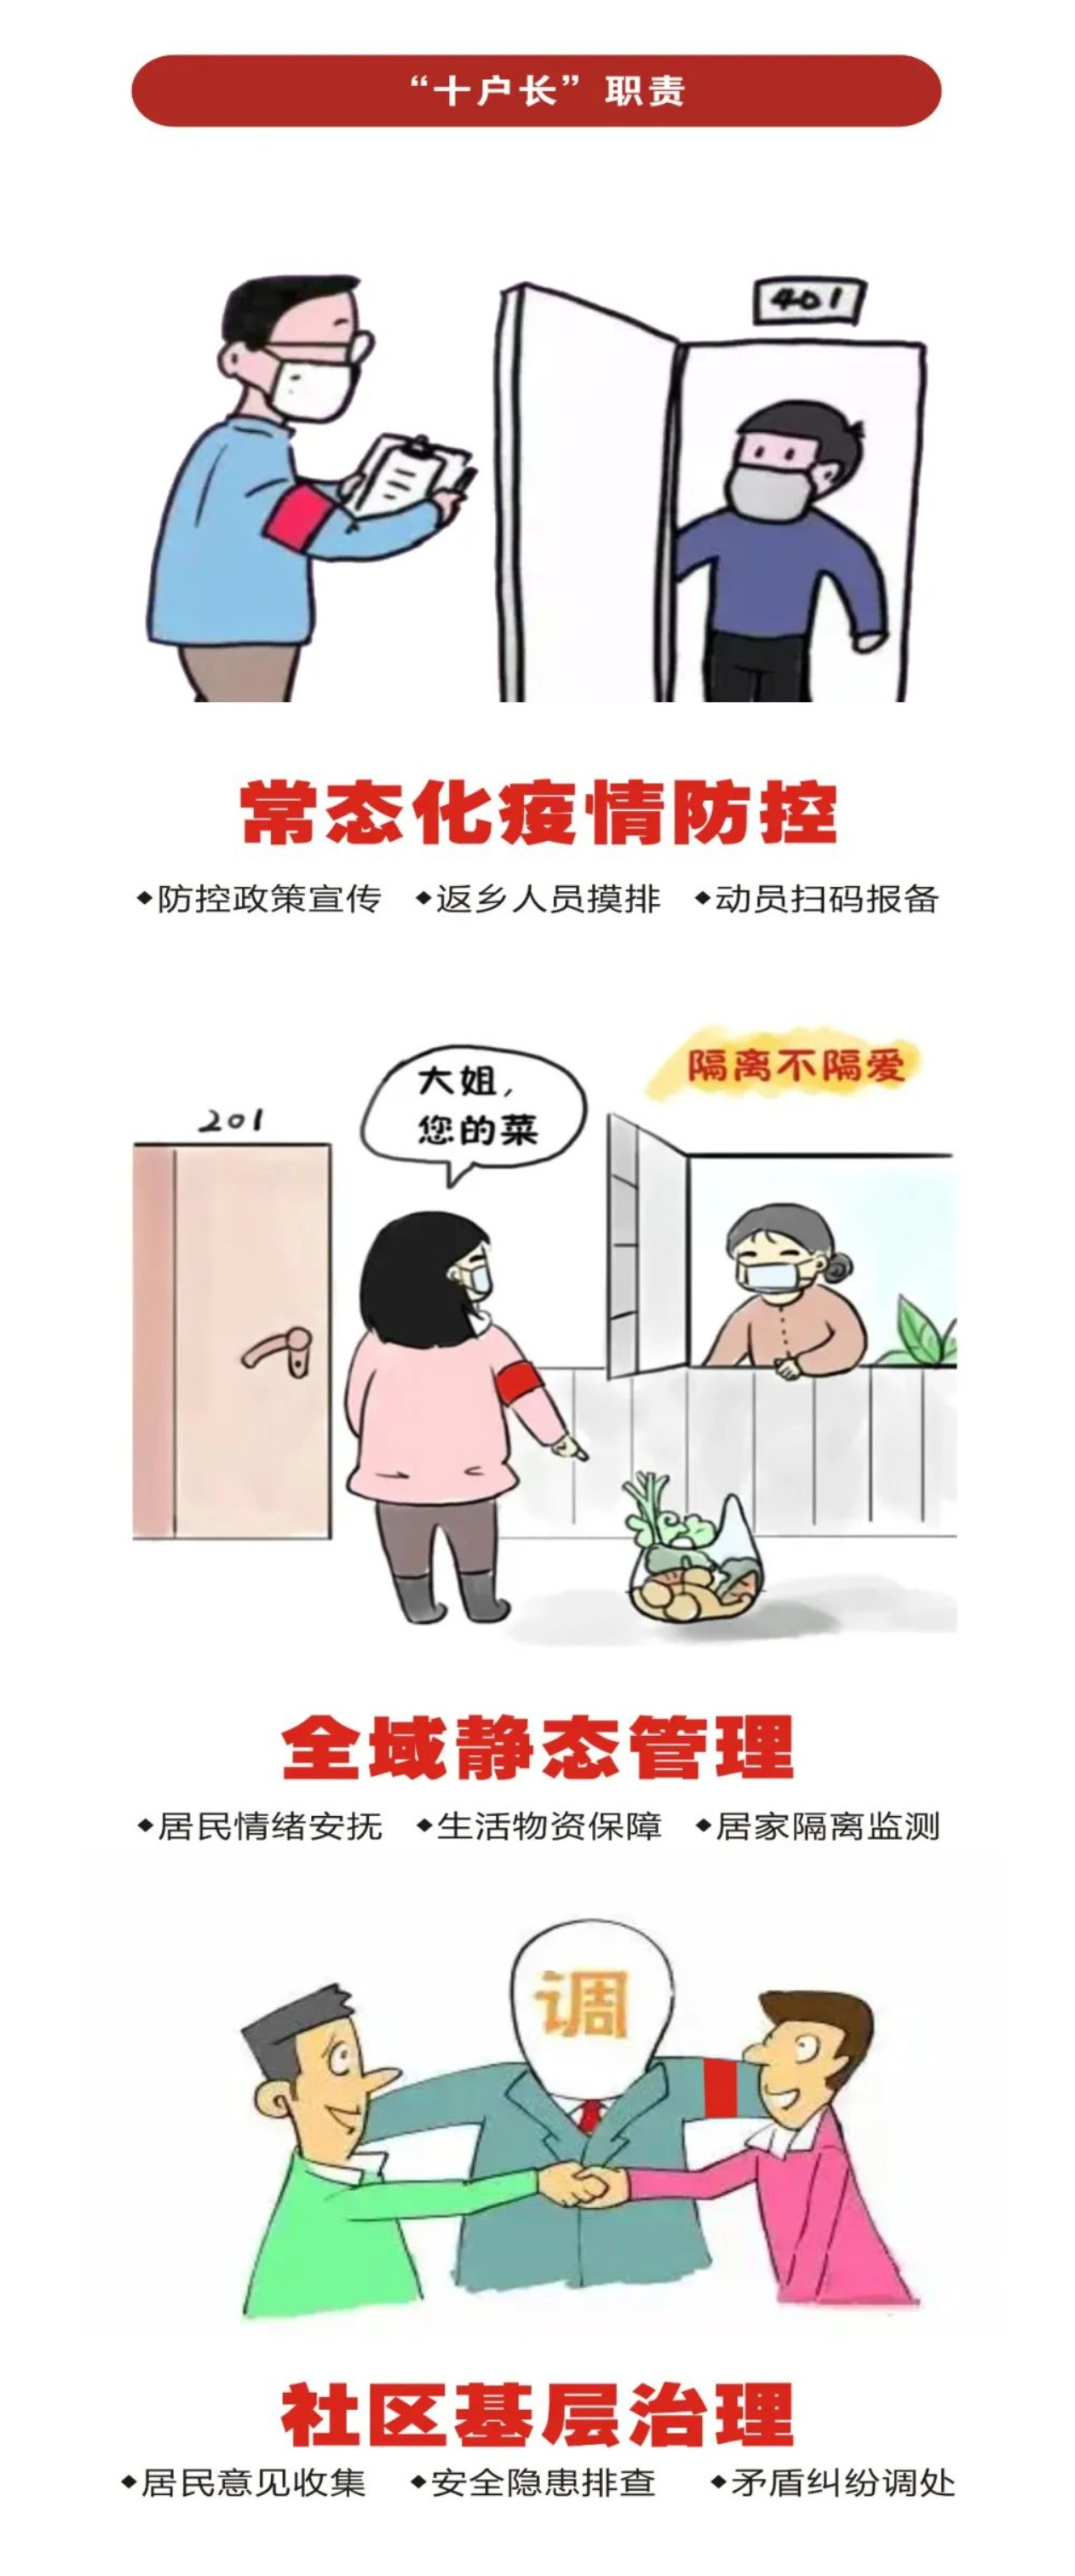 “十户长”职责
401
常态化疫情防控
◆防控政策宣传 ◆返乡人员摸排 ◆动员扫码报备
隔离不隔爱
大姐，
您的菜
201
全域静态管理
◆居民情绪安抚 ◆生活物资保障 ◆居家隔离监测
调
社区基层治理
◆居民意见收集 ◆安全隐患排查 ◆矛盾纠纷调处